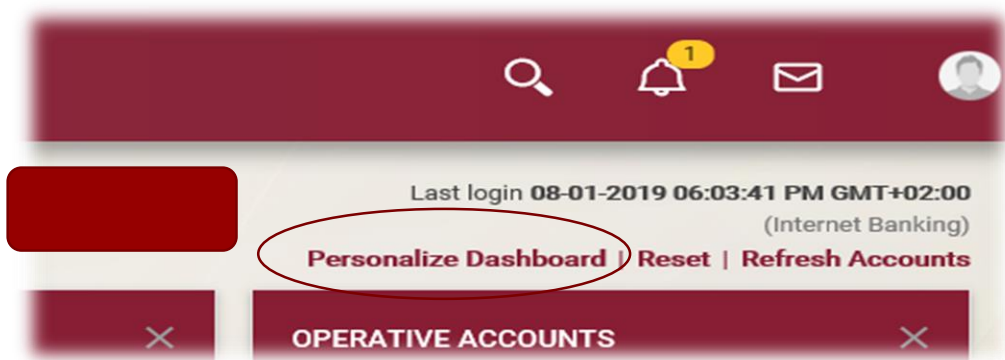 1
Last login 08-01-2019 06:03:41 PM GMT+02:00
(Internet Banking)
Personalize Dashboard | Reset | Refresh Accounts
OPERATIVE ACCOUNTS